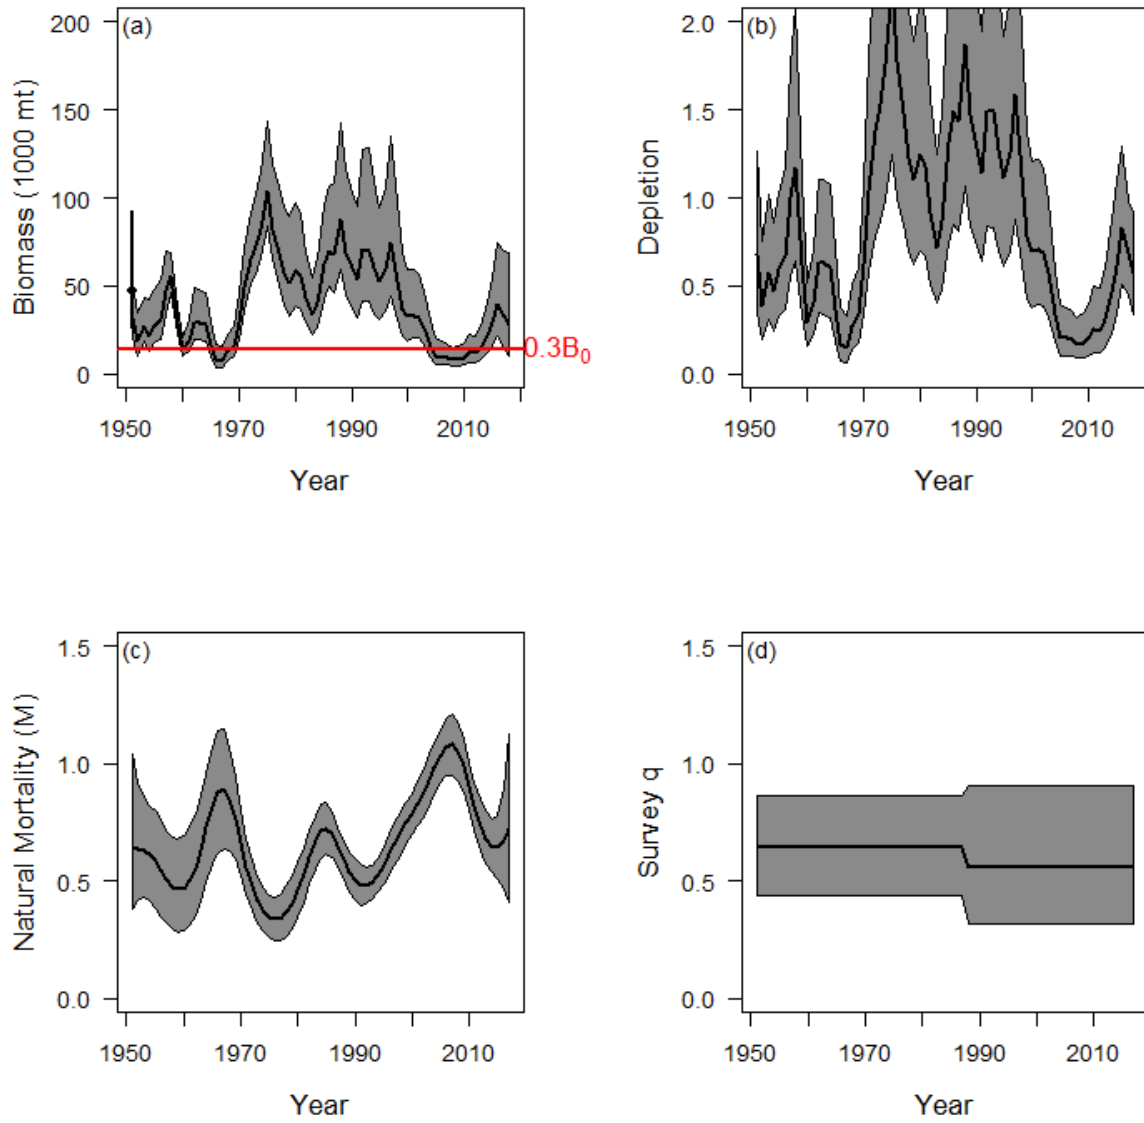 (a)
Biomass (1000 mt)
200
150
100
50
0
0.3B₀
1950 1970 1990 2010
Year
(b)
Depletion
2.0
1.5
1.0
0.5
0.0
1950 1970 1990 2010
Year
(c)
Natural Mortality (M)
1.5
1.0
0.5
0.0
1950 1970 1990 2010
Year
(d)
Survey q
1.5
1.0
0.5
0.0
1950 1970 1990 2010
Year